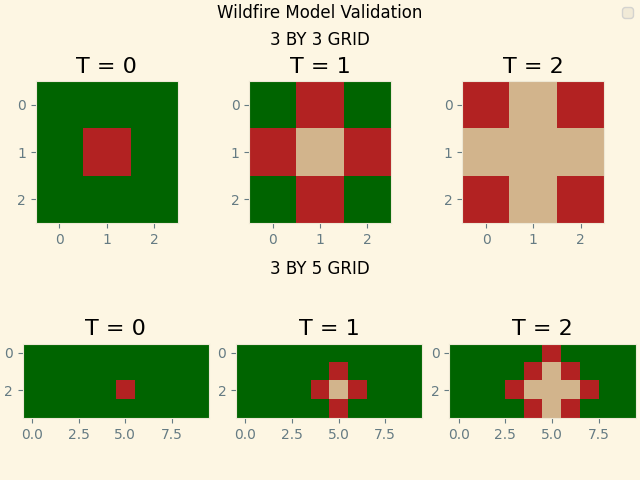 Wildfire Model Validation
3 BY 3 GRID
T = 0 T = 1 T = 2
0 0 0
1 1 1
2 2 2
0 1 2 0 1 2 0 1 2
3 BY 5 GRID
T = 0 T = 1 T = 2
0 0 0
2 2 2
0.0 2.5 5.0 7.5 0.0 2.5 5.0 7.5 0.0 2.5 5.0 7.5